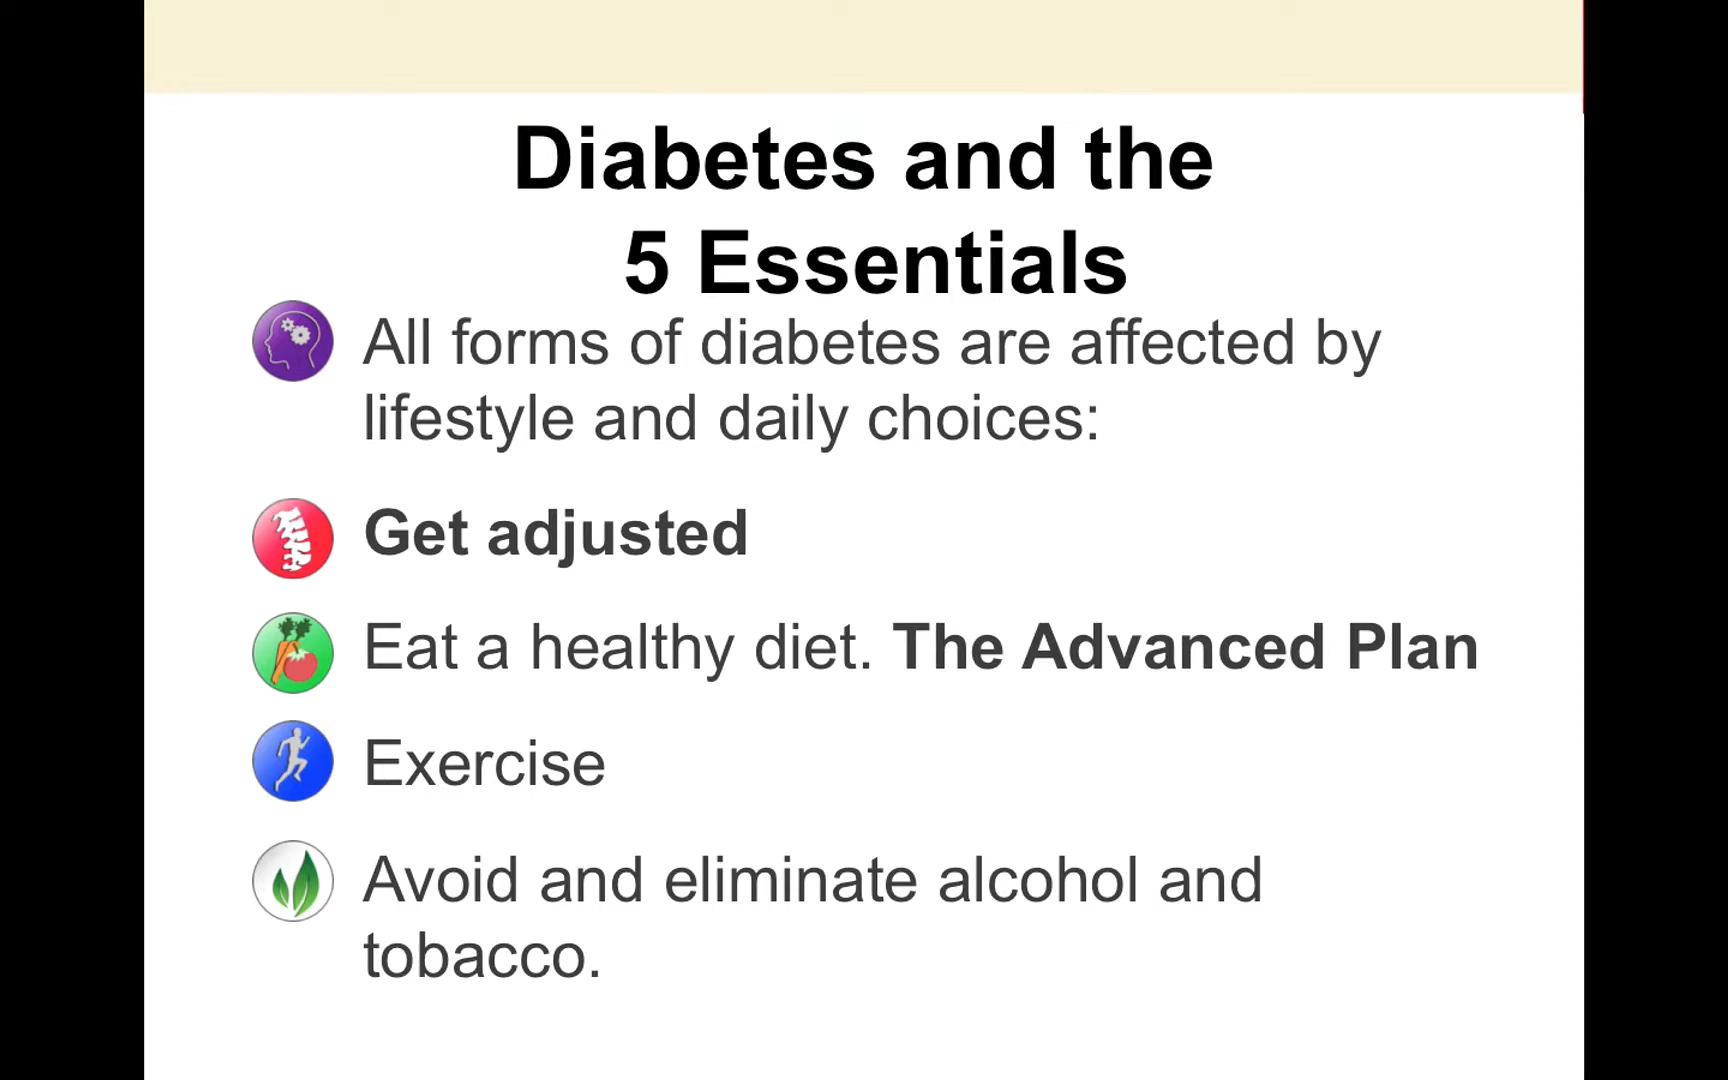 Diabetes and the
5 Essentials
All forms of diabetes are affected by
lifestyle and daily choices:
Get adjusted
Eat a healthy diet. The Advanced Plan
Exercise
Avoid and eliminate alcohol and
tobacco.